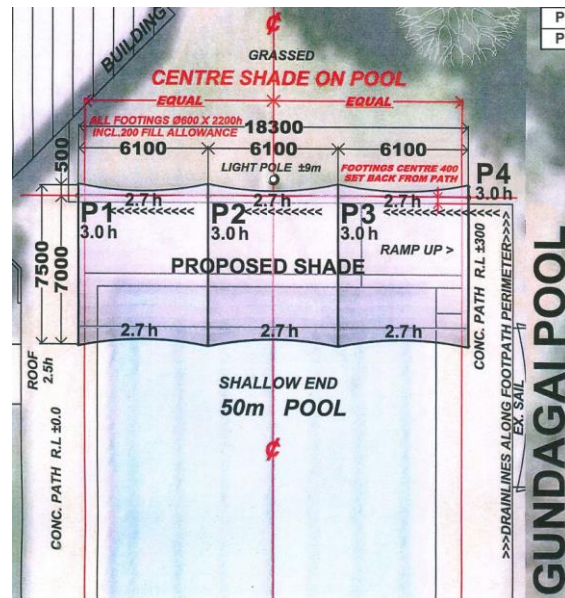 P
P
BUILDING
¢
GRASSED
CENTRE SHADE ON POOL
EQUAL
EQUAL
ALL FOOTINGS Ø600 X 2200h
INCL.200 FILL ALLOWANCE
18300
6100
6100
6100
LIGHT POLE ±9m
FOOTINGS CENTRE 400
SET BACK FROM PATH
500
P4
3.0 h
2.7 h
2.7 h
2.7 h
P1
<<<<<<<<<<<
3.0 h
P2
<<<<<<<<<<<
3.0 h
P3
<<<<<<<<<<<<<<<
3.0 h
RAMP UP >
7500
7000
PROPOSED SHADE
2.7 h
2.7 h
2.7 h
ROOF
2.5h
CONC. PATH R.L ±0.0
CONC. PATH R.L ±300
SHALLOW END
50m POOL
¢
EX. SAIL
>>>DRAINLINES ALONG FOOTPATH PERIMETER>>>>
GUNDAGAI POOL